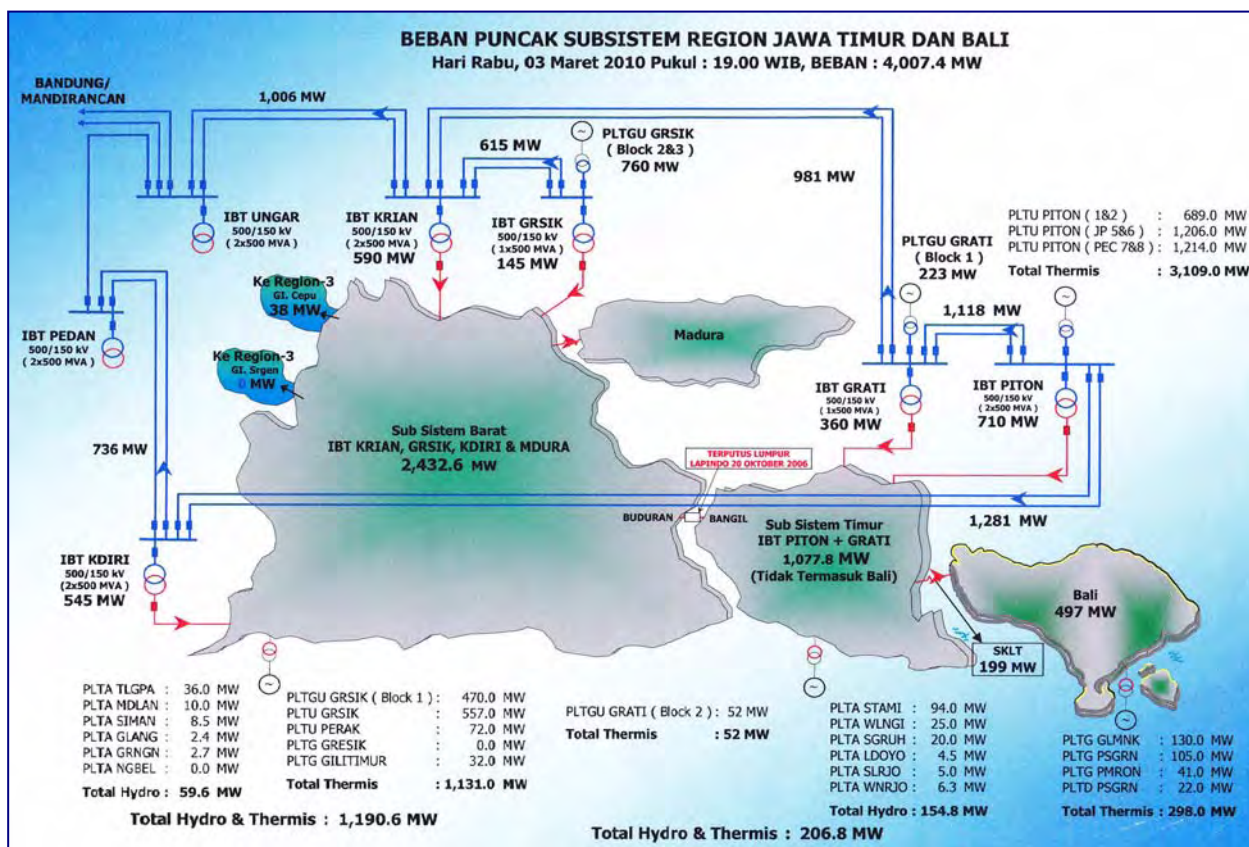 BEBAN PUNCAK SUBSISTEM REGION JAWA TIMUR DAN BALI
Hari Rabu, 03 Maret 2010 Pukul : 19.00 WIB, BEBAN : 4,007.4 MW
BANDUNG/
MANDIRANCAN
1,006 MW
615 MW
PLTGU GRSIK
( Block 2&3 )
760 MW
981 MW
IBT UNGAR
500/150 kV
( 2x500 MVA )
IBT KRIAN
500/150 kV
( 2x500 MVA )
590 MW
IBT GRSIK
500/150 kV
( 1x500 MVA )
145 MW
PLTU PITON ( 1&2 ) : 689.0 MW
PLTU PITON ( JP 5&6 ) : 1,206.0 MW
PLTU PITON ( PEC 7&8 ) : 1,214.0 MW
Total Thermis : 3,109.0 MW
PLTGU GRATI
( Block 1 )
223 MW
1,118 MW
Ke Region-3
GI. Cepu
38 MW
Ke Region-3
GI. Srgen
0 MW
IBT PEDAN
500/150 kV
( 2x500 MVA )
Madura
IBT GRATI
500/150 kV
( 1x500 MVA )
360 MW
IBT PITON
500/150 kV
( 2x500 MVA )
710 MW
736 MW
Sub Sistem Barat
IBT KRIAN, GRSIK, KDIRI & MDURA
2,432.6 MW
TERPUTUS LUMPUR
LAPINDO 20 OKTOBER 2006
BUDURAN
BANGIL
1,281 MW
Sub Sistem Timur
IBT PITON + GRATI
1,077.8 MW
(Tidak Termasuk Bali)
IBT KDIRI
500/150 kV
(2x500 MVA )
545 MW
Bali
497 MW
SKLT
199 MW
PLTA TLGPA : 36.0 MW
PLTA MDLAN : 10.0 MW
PLTA SIMAN : 8.5 MW
PLTA GLANG : 2.4 MW
PLTA GRNGN : 2.7 MW
PLTA NGBEL : 0.0 MW
Total Hydro : 59.6 MW
PLTGU GRSIK ( Block 1 ) : 470.0 MW
PLTU GRSIK : 557.0 MW
PLTU PERAK : 72.0 MW
PLTG GRESIK : 0.0 MW
PLTG GILITIMUR : 32.0 MW
Total Thermis : 1,131.0 MW
Total Hydro & Thermis : 1,190.6 MW
PLTGU GRATI ( Block 2 ) : 52 MW
Total Thermis : 52 MW
PLTA STAMI : 94.0 MW
PLTA WLNGI : 25.0 MW
PLTA SGRUH : 20.0 MW
PLTA LDOYO : 4.5 MW
PLTA SLRJO : 5.0 MW
PLTA WNRJO : 6.3 MW
Total Hydro : 154.8 MW
Total Hydro & Thermis : 206.8 MW
PLTG GLMNK : 130.0 MW
PLTG PSGRN : 105.0 MW
PLTG PMRON : 41.0 MW
PLTD PSGRN : 22.0 MW
Total Thermis : 298.0 MW